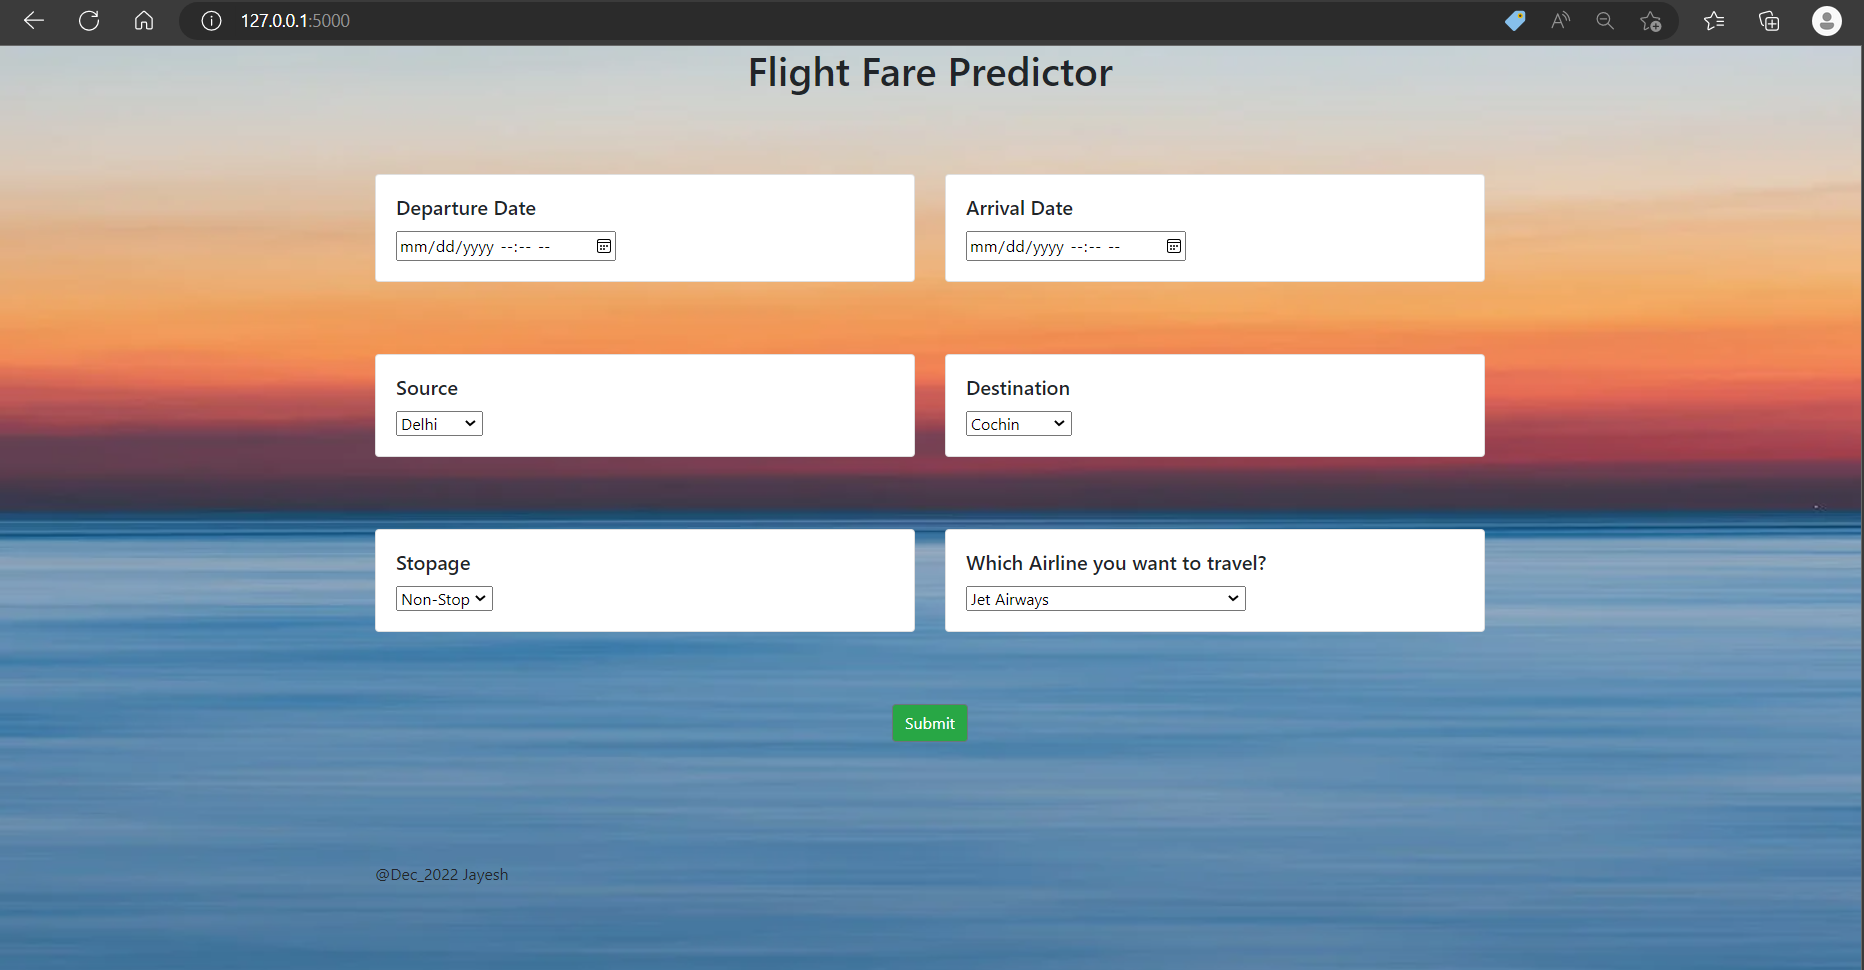 127.0.0.1:5000
Flight Fare Predictor
Departure Date
mm/dd/yyyy --:-- --
Arrival Date
mm/dd/yyyy --:-- --
Source
Delhi
Destination
Cochin
Stopage
Non-Stop
Which Airline you want to travel?
Jet Airways
Submit
@Dec_2022 Jayesh